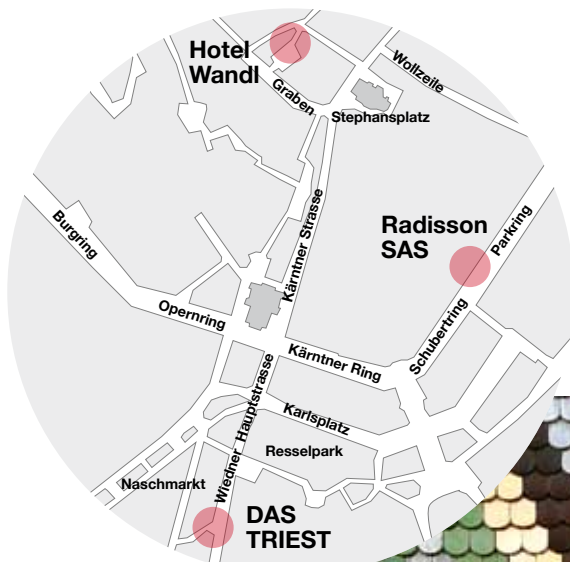 Hotel
Wandl
Wollzeile
Graben
Stephansplatz
Burgring
Kärntner Strasse
Radisson
SAS
Parkring
Opernring
Schubertring
Kärntner Ring
Wiedner Hauptstrasse
Karlsplatz
Resselpark
Naschmarkt
DAS
TRIEST